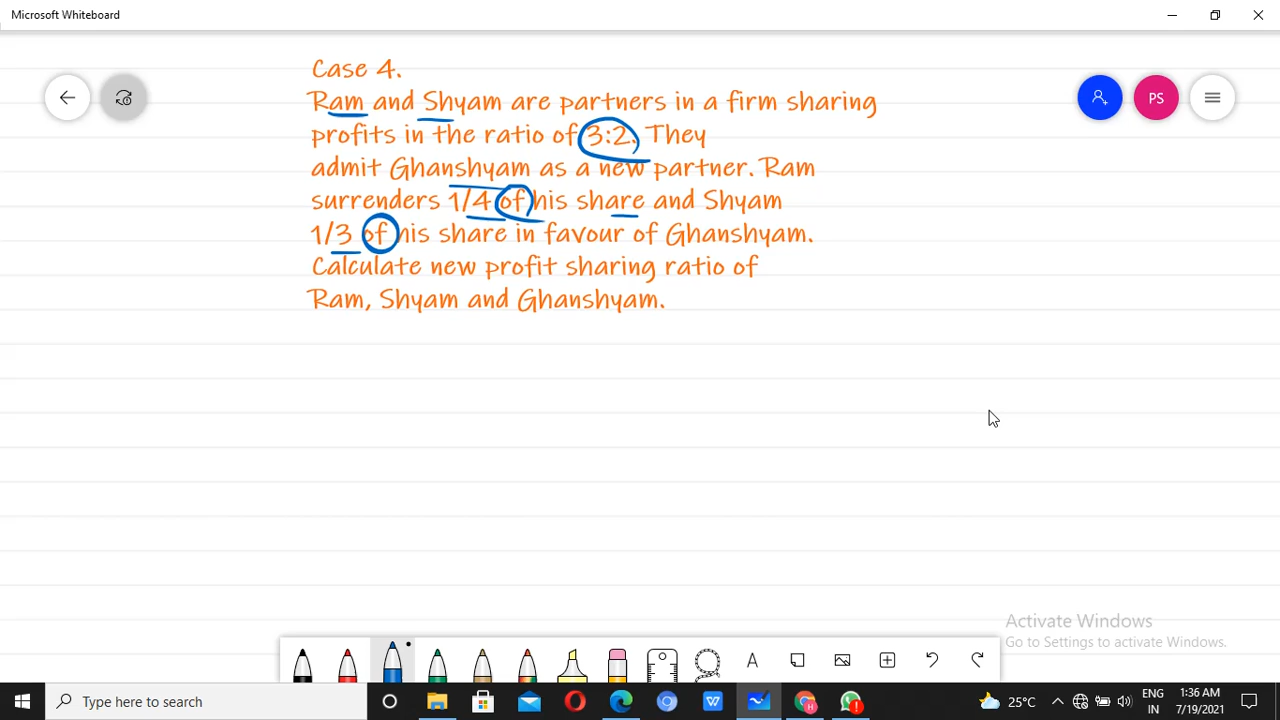 Microsoft Whiteboard
Case 4.
Ram and Shyam are partners in a firm sharing
profits in the ratio of 3:2. They
admit Ghanshyam as a new partner. Ram
surrenders 1/4 of his share and Shyam
1/3 of his share in favour of Ghanshyam.
Calculate new profit sharing ratio of
Ram, Shyam and Ghanshyam.
PS
Activate Windows
Go to Settings to activate Windows.
A
Type here to search
W
H
25°C
ENG
IN
1:36 AM
7/19/2021